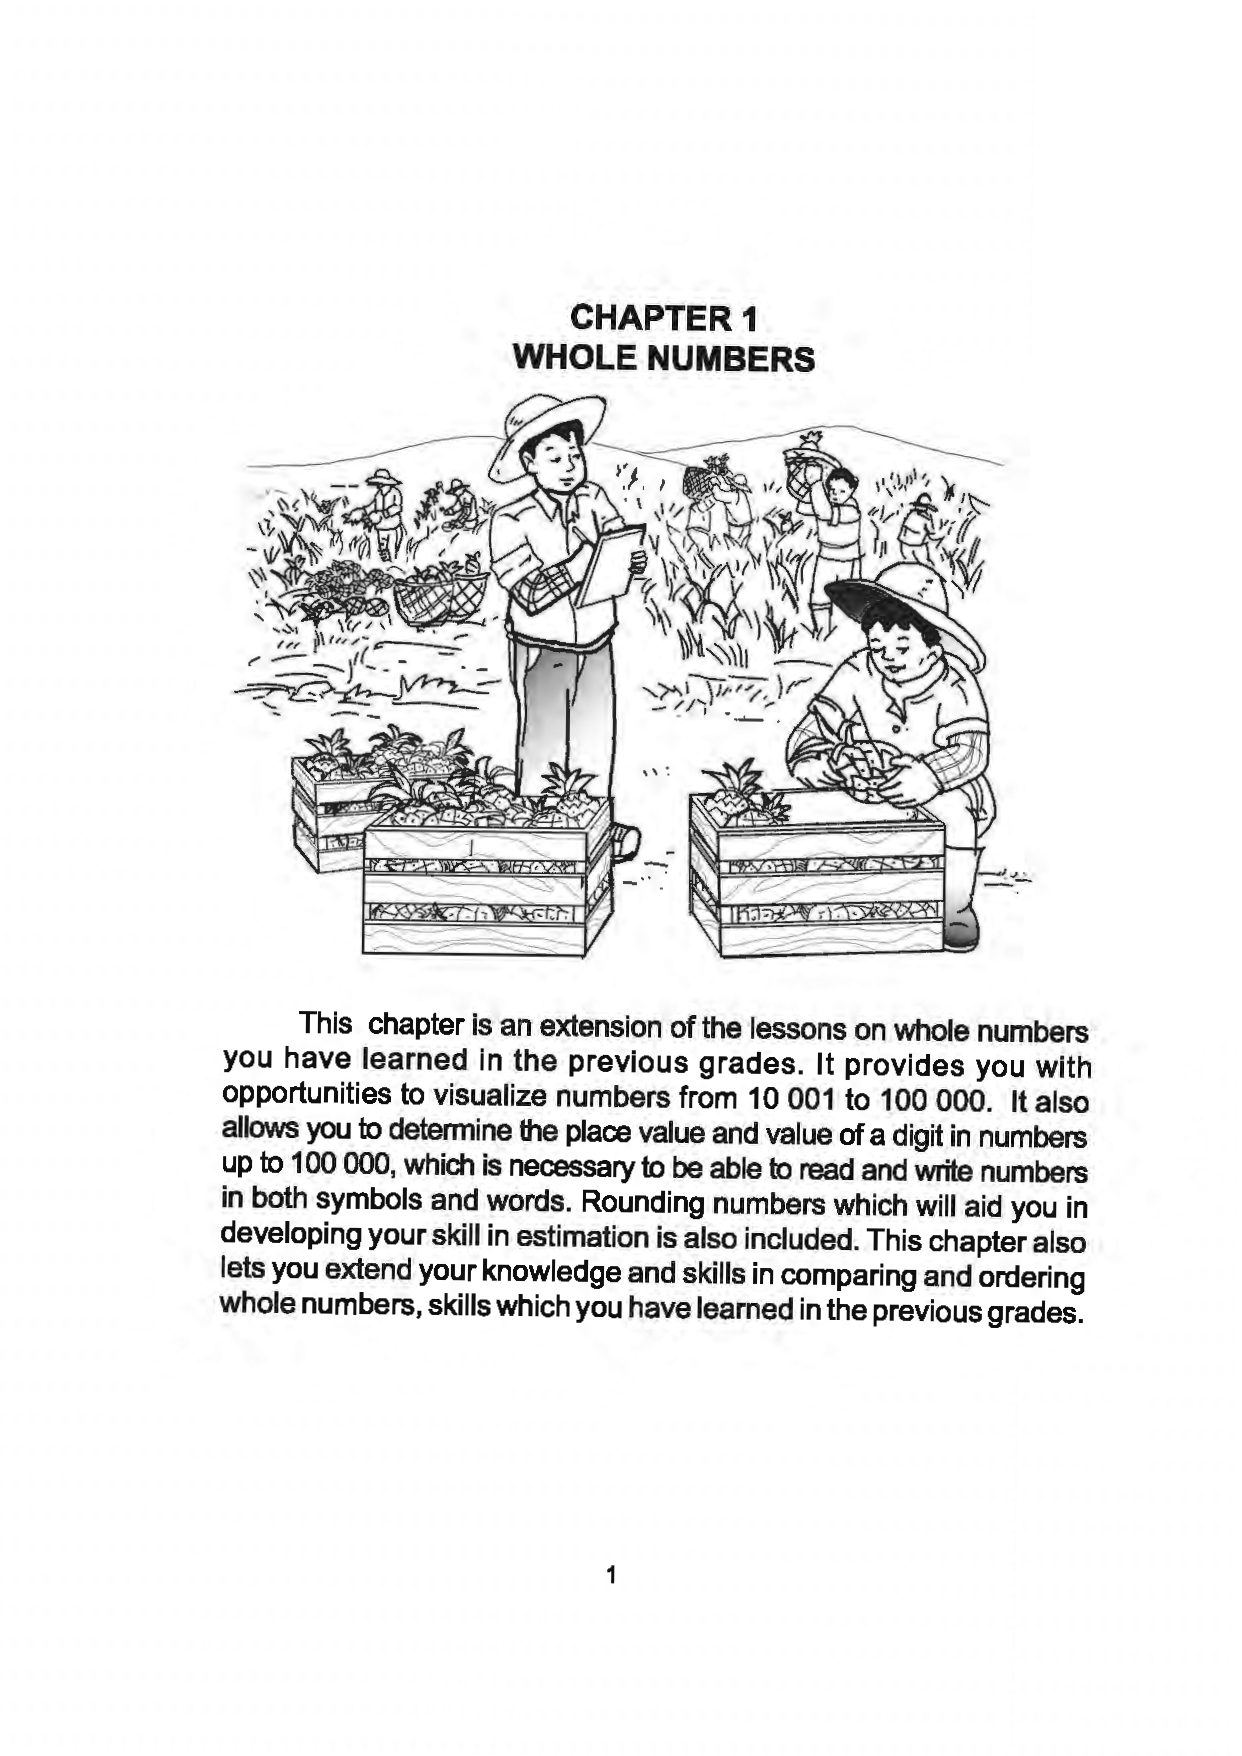 CHAPTER 1
WHOLE NUMBERS
This chapter is an extension of the lessons on whole numbers
you have learned in the previous grades. It provides you with
opportunities to visualize numbers from 10 001 to 100 000. It also
allows you to determine the place value and value of a digit in numbers
up to 100 000, which is necessary to be able to read and write numbers
in both symbols and words. Rounding numbers which will aid you in
developing your skill in estimation is also included. This chapter also
lets you extend your knowledge and skills in comparing and ordering
whole numbers, skills which you have learned in the previous grades.
1